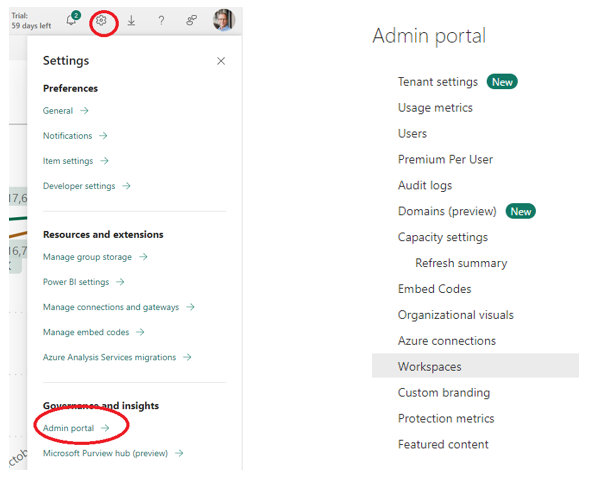 Trial:
59 days left
2
Settings
Preferences
General
Notifications
Item settings
Developer settings
17,6
16,7
K
Resources and extensions
Manage group storage
Power BI settings
Manage connections and gateways
Manage embed codes
Azure Analysis Services migrations
Governance and insights
Admin portal
Microsoft Purview hub (preview)
octob
Admin portal
Tenant settings New
Usage metrics
Users
Premium Per User
Audit logs
Domains (preview) New
Capacity settings
Refresh summary
Embed Codes
Organizational visuals
Azure connections
Workspaces
Custom branding
Protection metrics
Featured content